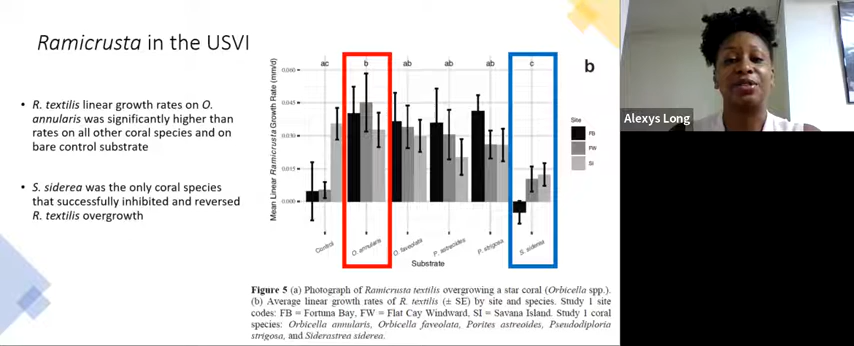 Ramicrusta in the USVI
• R. textilis linear growth rates on O.
annularis was significantly higher than
rates on all other coral species and on
bare control substrate
• S. siderea was the only coral species
that successfully inhibited and reversed
R. textilis overgrowth
ac b ab ab ab c
b
Mean Linear Ramicrusta Growth Rate (mm/d)
0.060
0.045
0.030
0.015
0.000
Site
FB
FW
SI
Control O. annularis O. faveolata P. astreoides P. strigosa S. siderea
Substrate
Figure 5 (a) Photograph of Ramicrusta textilis overgrowing a star coral (Orbicella spp.).
(b) Average linear growth rates of R. textilis (± SE) by site and species. Study 1 site
codes: FB = Fortuna Bay, FW = Flat Cay Windward, SI = Savana Island. Study 1 coral
species: Orbicella annularis, Orbicella faveolata, Porites astreoides, Pseudodiploria
strigosa, and Siderastrea siderea.
Alexys Long